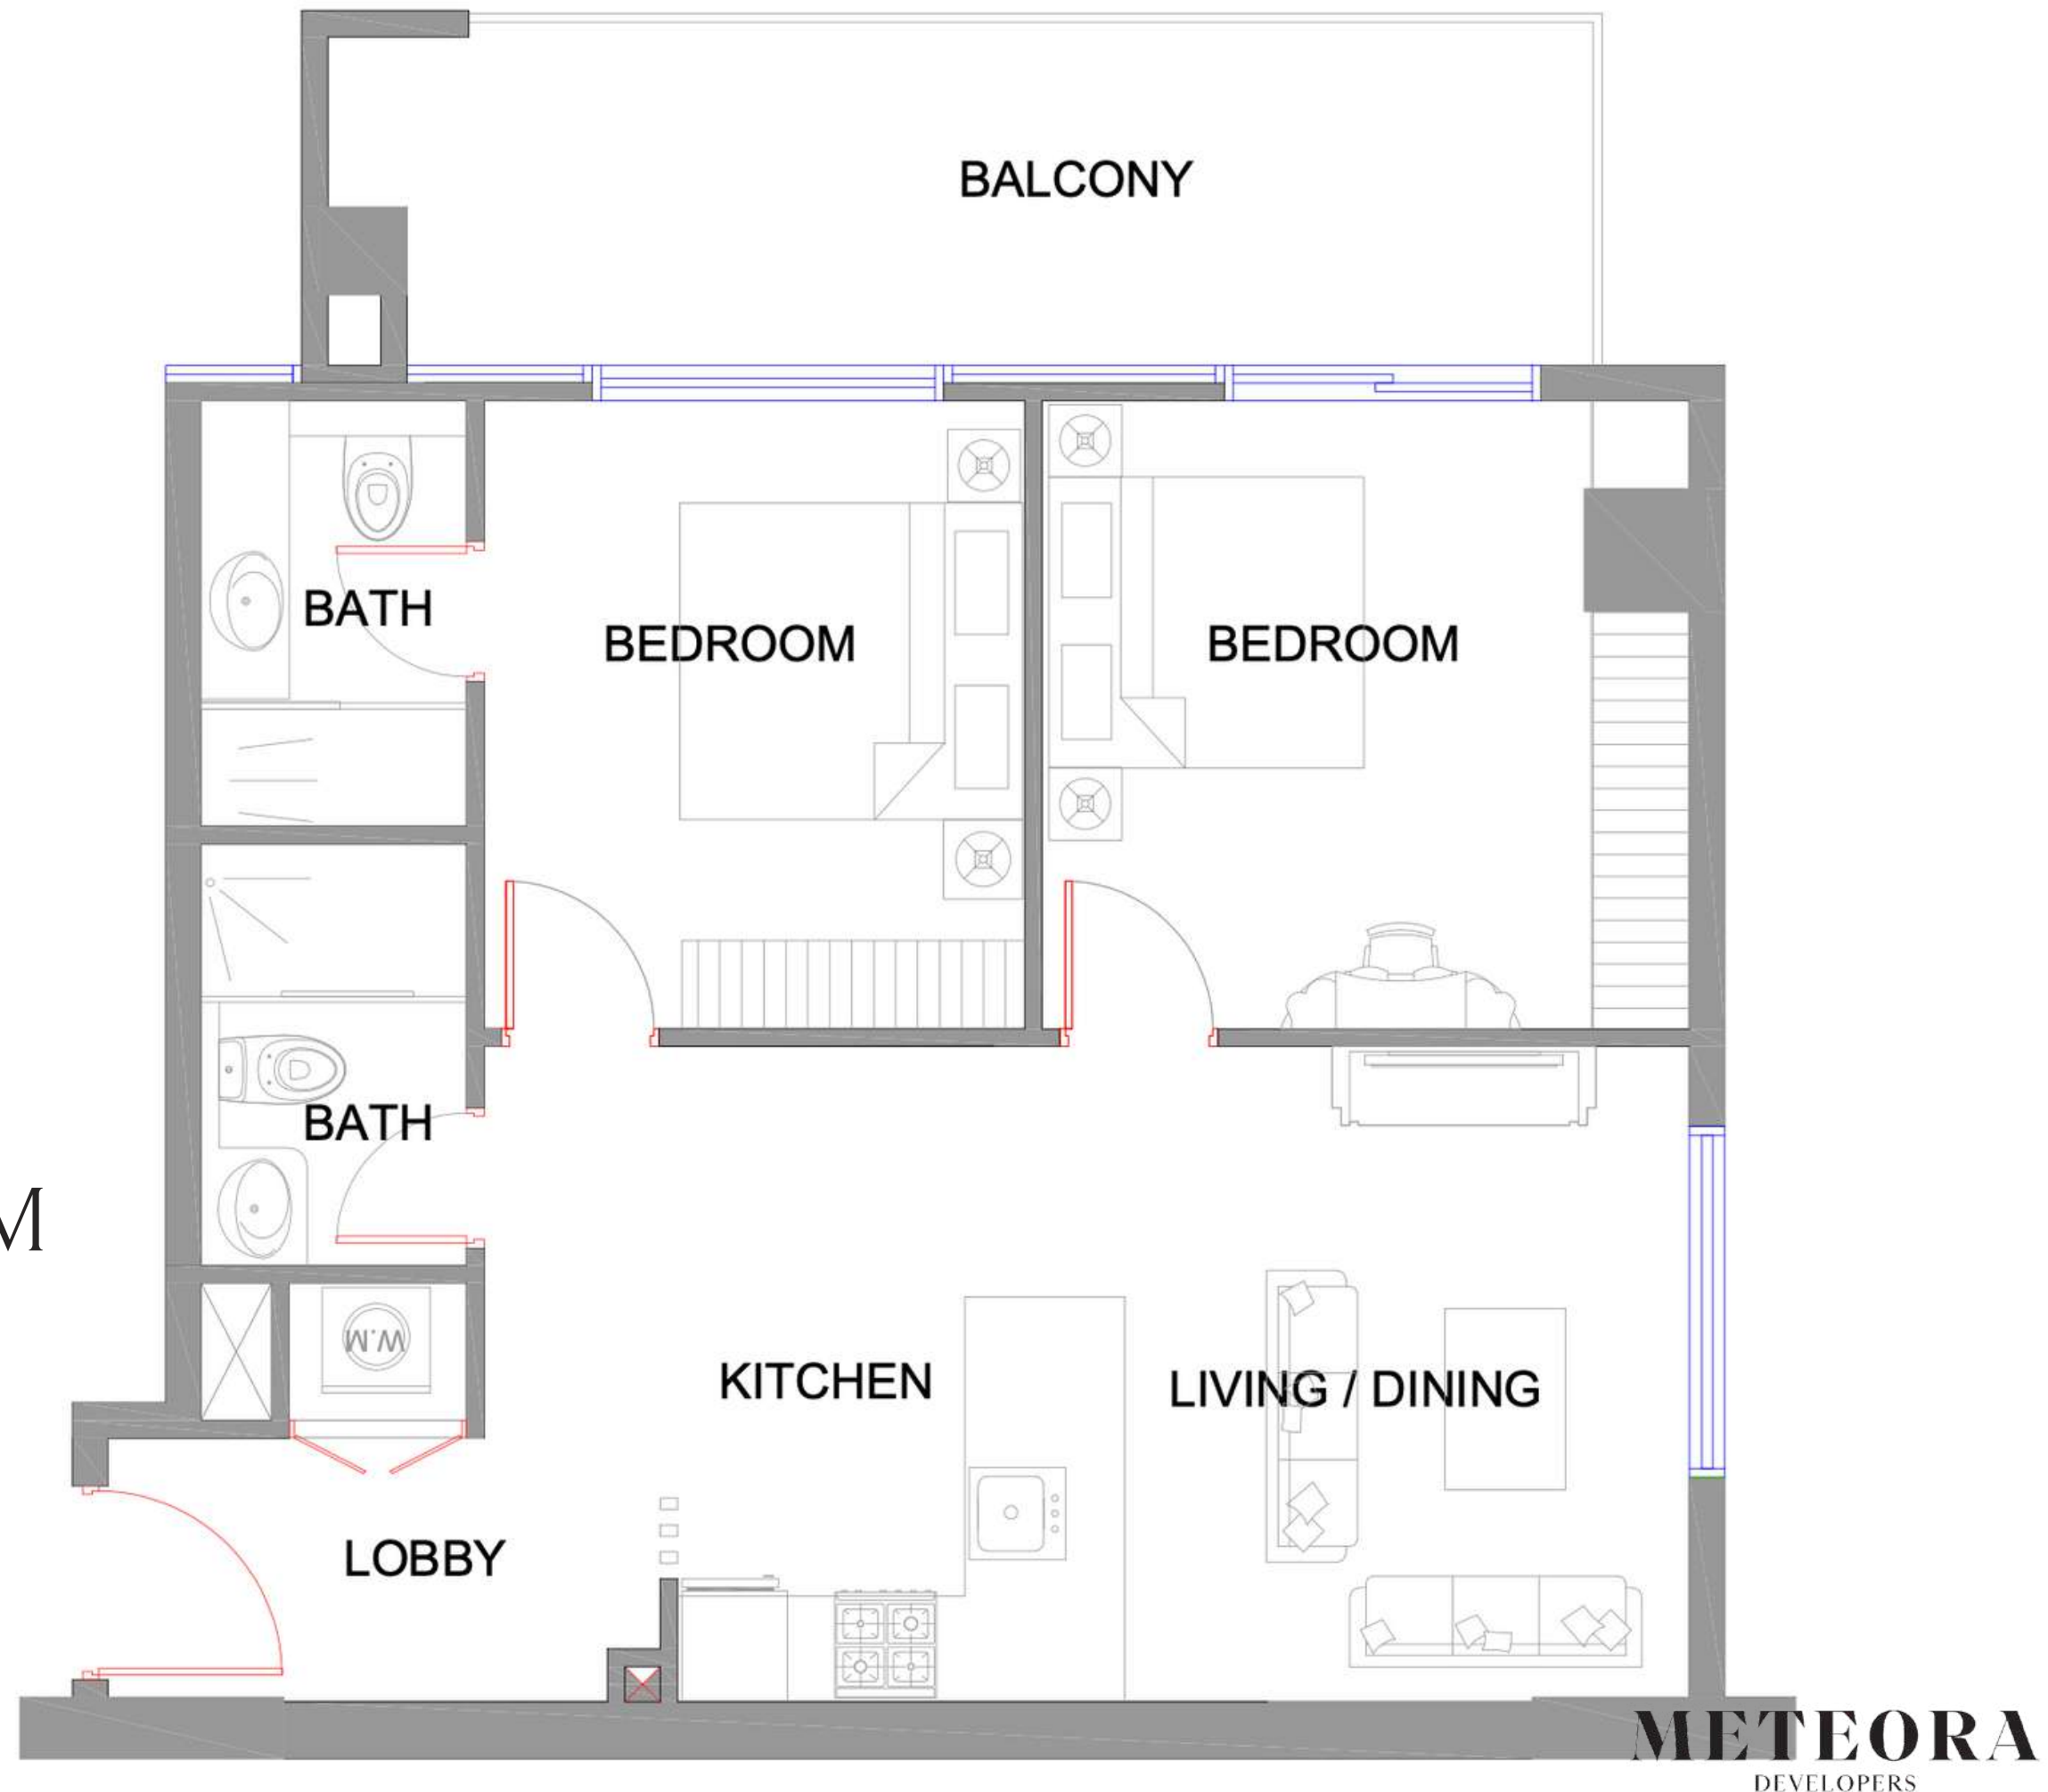 BALCONY
BATH
BEDROOM
BEDROOM
BATH
M
W.M
KITCHEN
LIVING / DINING
LOBBY
METEORA
DEVELOPERS